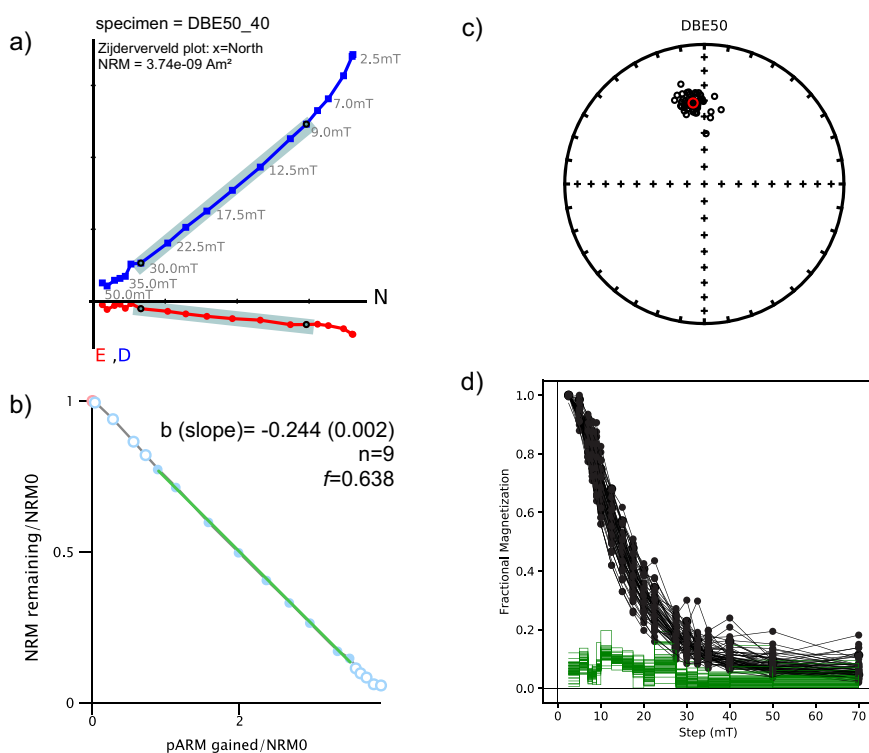 a)
specimen = DBE50_40
Zijderverveld plot: x=North
NRM = 3.74e-09 Am²
2.5mT
7.0mT
9.0mT
12.5mT
17.5mT
22.5mT
30.0mT
35.0mT
50.0mT
N
E ,D
b)
1
0.5
0
0
2
NRM remaining/NRM0
pARM gained/NRM0
b (slope)= -0.244 (0.002)
n=9
f=0.638
c)
DBE50
d)
1.0
0.8
0.6
0.4
0.2
0.0
Fractional Magnetization
0 10 20 30 40 50 60 70
Step (mT)